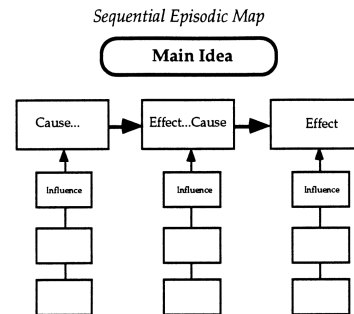 Sequential Episodic Map
Main Idea
Cause...
Effect...Cause
Effect
Influence
Influence
Influence